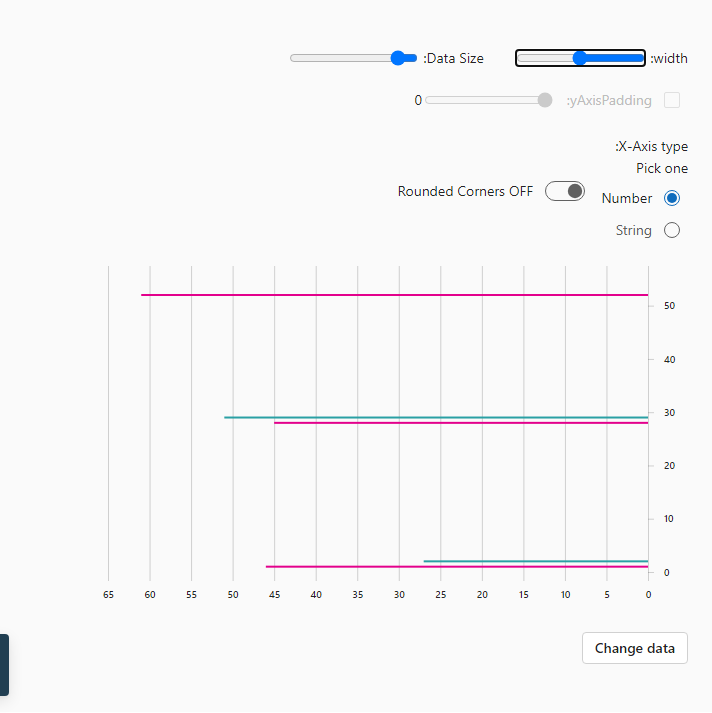 :width
:Data Size
:yAxisPadding
0
:X-Axis type
Pick one
Number
Rounded Corners OFF
String
50
40
30
20
10
0
65 60 55 50 45 40 35 30 25 20 15 10 5 0
Change data